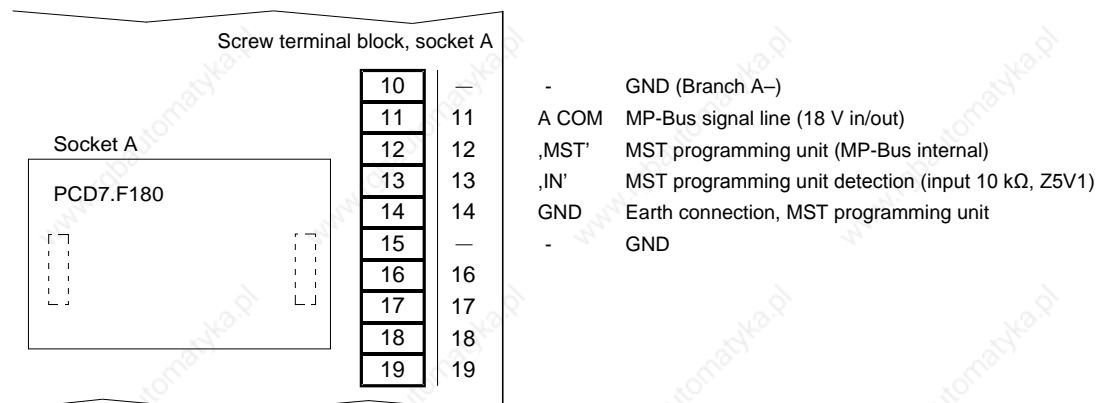 Screw terminal block, socket A
10 — - GND (Branch A–)
11 11 A COM MP-Bus signal line (18 V in/out)
Socket A
12 12 ‚MST’ MST programming unit (MP-Bus internal)
13 13 ‚IN’ MST programming unit detection (input 10 kΩ, Z5V1)
PCD7.F180
14 14 GND Earth connection, MST programming unit
15 — - GND
16 16
17 17
18 18
19 19